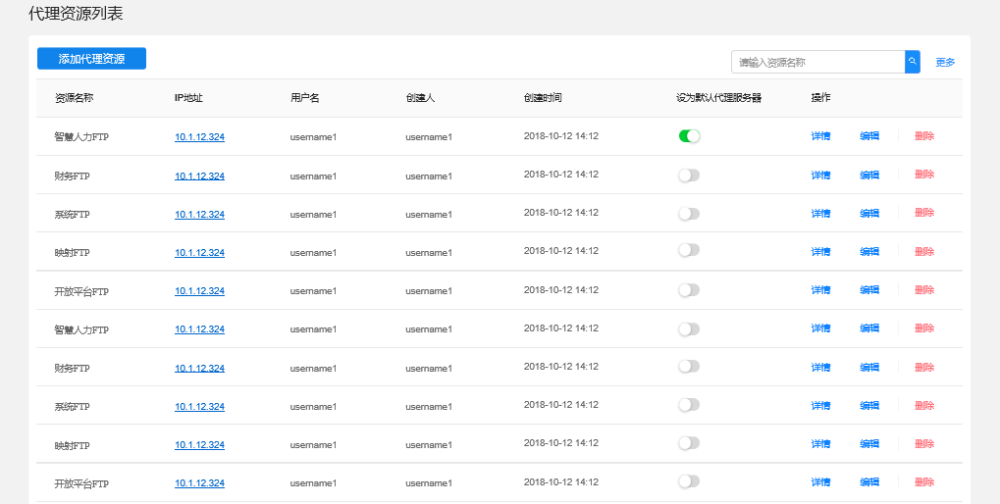 代理资源列表
添加代理资源 请输入资源名称 更多
资源名称 IP地址 用户名 创建人 创建时间 设为默认代理服务器 操作
智慧人力FTP 10.1.12.324 username1 username1 2018-10-12 14:12 详情 编辑 删除
财务FTP 10.1.12.324 username1 username1 2018-10-12 14:12 详情 编辑 删除
系统FTP 10.1.12.324 username1 username1 2018-10-12 14:12 详情 编辑 删除
映射FTP 10.1.12.324 username1 username1 2018-10-12 14:12 详情 编辑 删除
开放平台FTP 10.1.12.324 username1 username1 2018-10-12 14:12 详情 编辑 删除
智慧人力FTP 10.1.12.324 username1 username1 2018-10-12 14:12 详情 编辑 删除
财务FTP 10.1.12.324 username1 username1 2018-10-12 14:12 详情 编辑 删除
系统FTP 10.1.12.324 username1 username1 2018-10-12 14:12 详情 编辑 删除
映射FTP 10.1.12.324 username1 username1 2018-10-12 14:12 详情 编辑 删除
开放平台FTP 10.1.12.324 username1 username1 2018-10-12 14:12 详情 编辑 删除